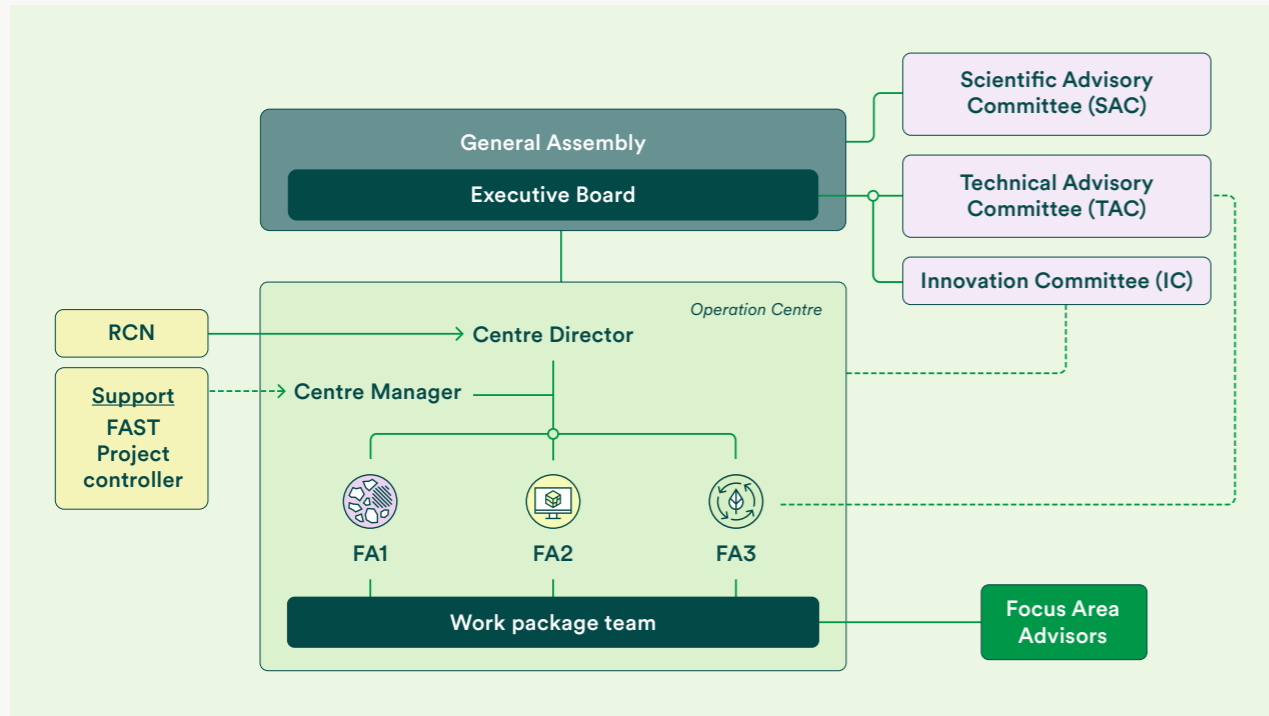 Scientific Advisory
Committee (SAC)
General Assembly
Executive Board
Technical Advisory
Committee (TAC)
Innovation Committee (IC)
Operation Centre
RCN
Centre Director
Support
FAST
Project
controller
Centre Manager
FA1
FA2
FA3
Work package team
Focus Area
Advisors